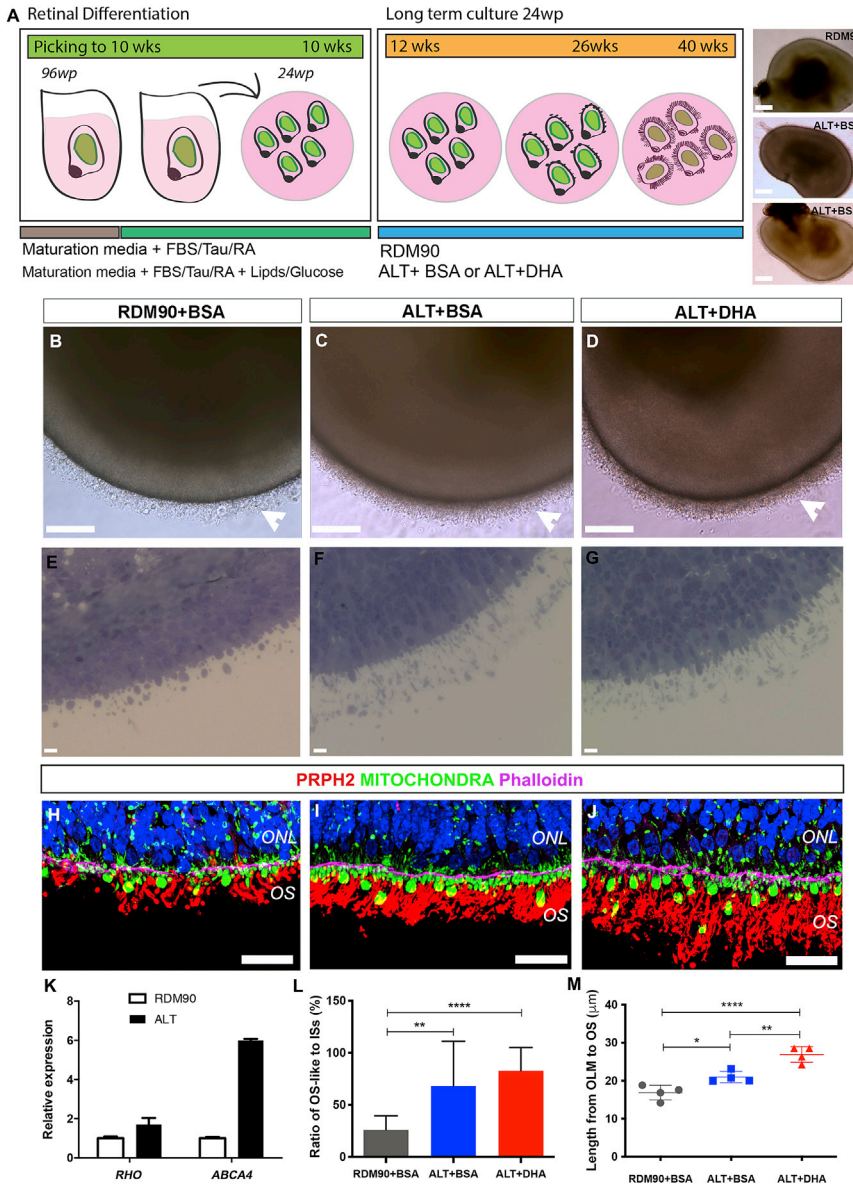 A Retinal Differentiation
Long term culture 24wp
Picking to 10 wks
10 wks
12 wks
26wks
40 wks
96wp
24wp
Maturation media + FBS/Tau/RA
Maturation media + FBS/Tau/RA + Lipds/Glucose
RDM90
ALT+ BSA or ALT+DHA
RDM9
ALT+BS
ALT+BS
RDM90+BSA
ALT+BSA
ALT+DHA
B
C
D
E
F
G
PRPH2 MITOCHONDRA Phalloidin
H
ONL
OS
I
ONL
OS
J
ONL
OS
K
RDM90
ALT
Relative expression
8
6
4
2
0
RHO
ABCA4
L
Ratio of OS-like to ISs (%)
150
100
50
0
****
**
RDM90+BSA
ALT+BSA
ALT+DHA
M
Length from OLM to OS (μm)
40
30
20
10
0
****
**
*
RDM90+BSA
ALT+BSA
ALT+DHA